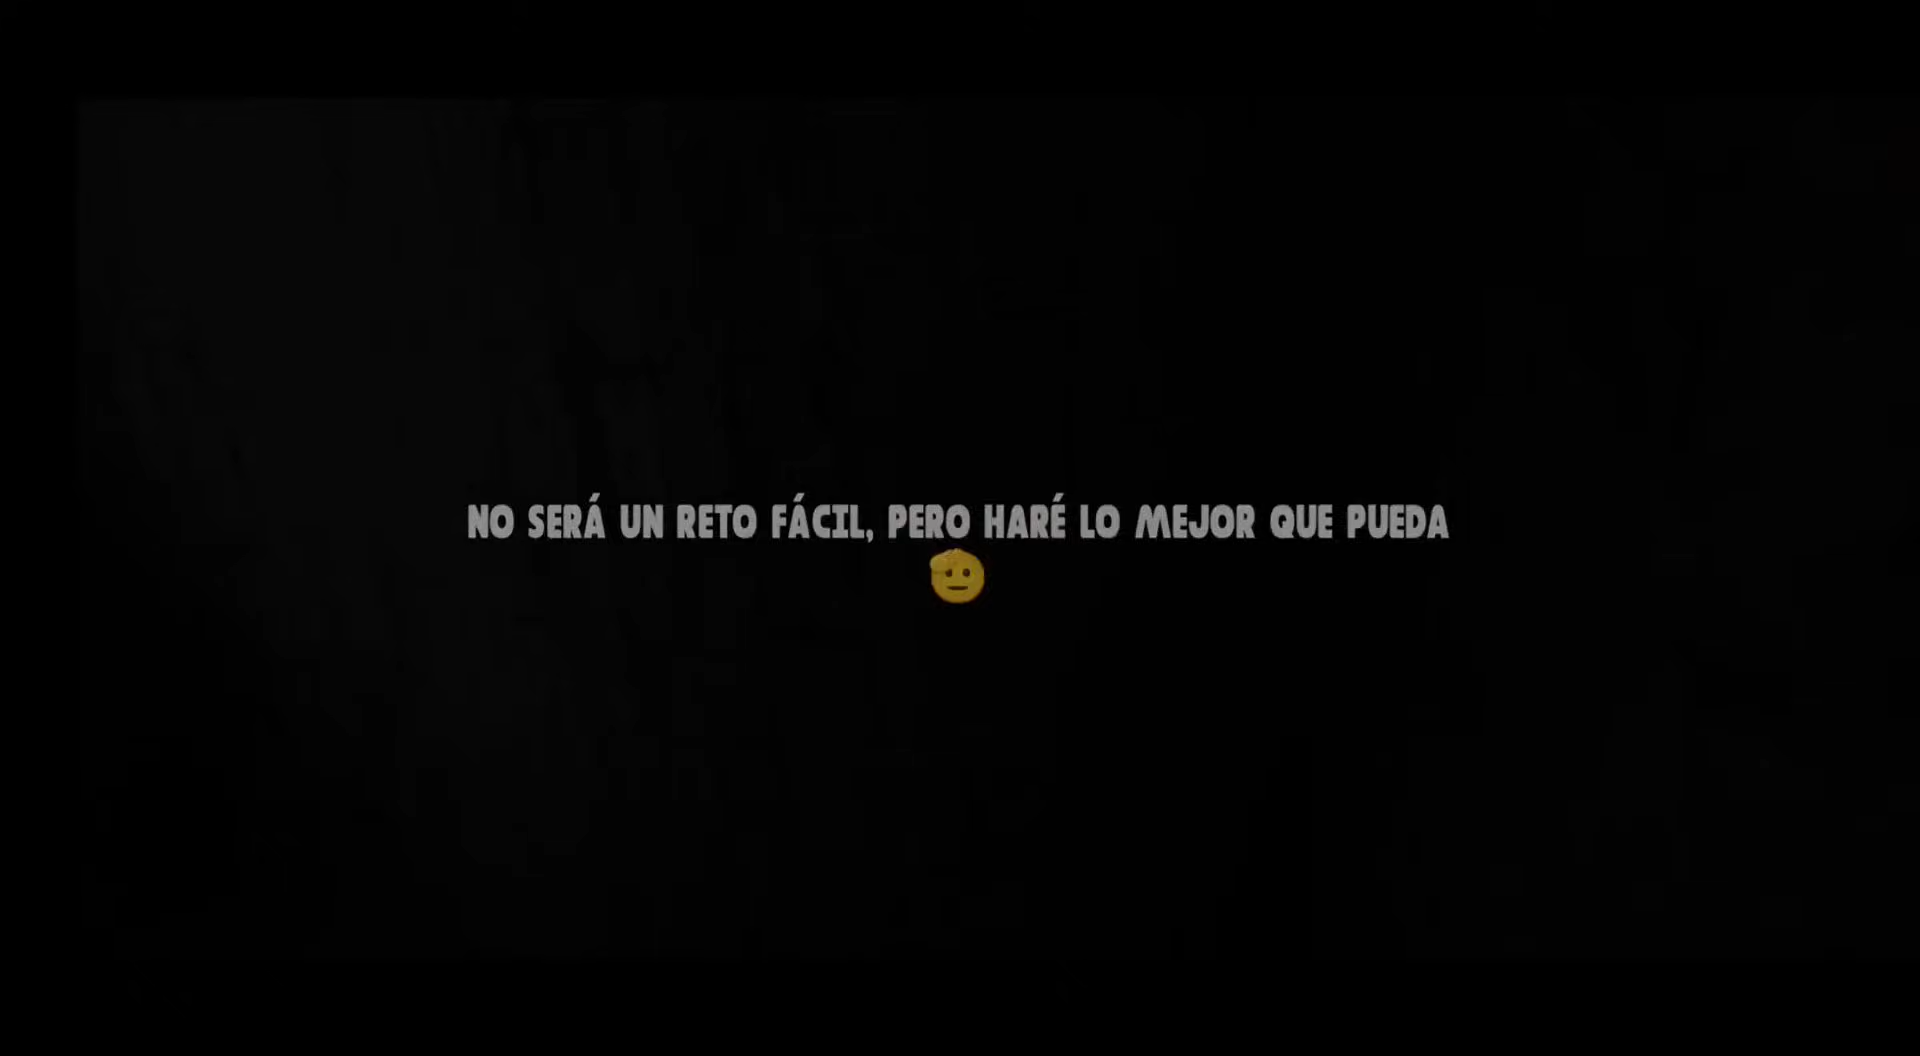 NO SERÁ UN RETO FÁCIL, PERO HARÉ LO MEJOR QUE PUEDA
🫡